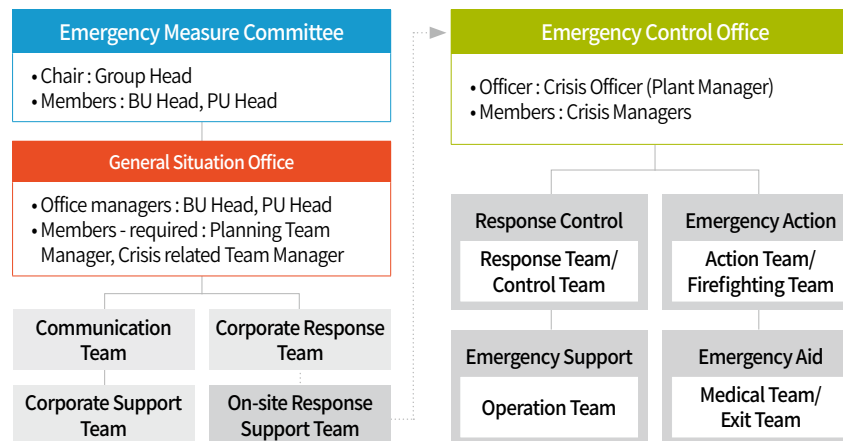 Emergency Measure Committee
• Chair : Group Head
• Members : BU Head, PU Head
General Situation Office
• Office managers : BU Head, PU Head
• Members - required : Planning Team
Manager, Crisis related Team Manager
Communication
Team
Corporate Response
Team
Corporate Support
Team
On-site Response
Support Team
Emergency Control Office
• Officer : Crisis Officer (Plant Manager)
• Members : Crisis Managers
Response Control
Response Team/
Control Team
Emergency Action
Action Team/
Firefighting Team
Emergency Support
Operation Team
Emergency Aid
Medical Team/
Exit Team